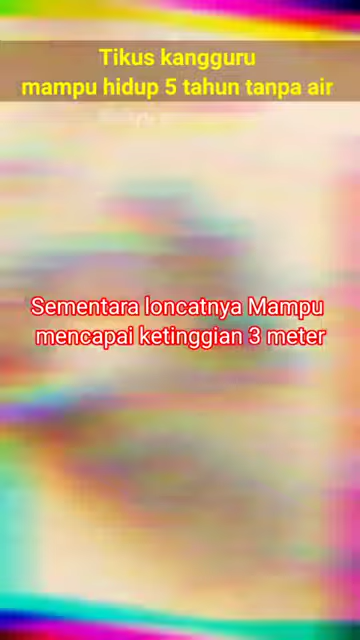 Tikus kangguru
mampu hidup 5 tahun tanpa air
Sementara loncatnya Mampu
mencapai ketinggian 3 meter